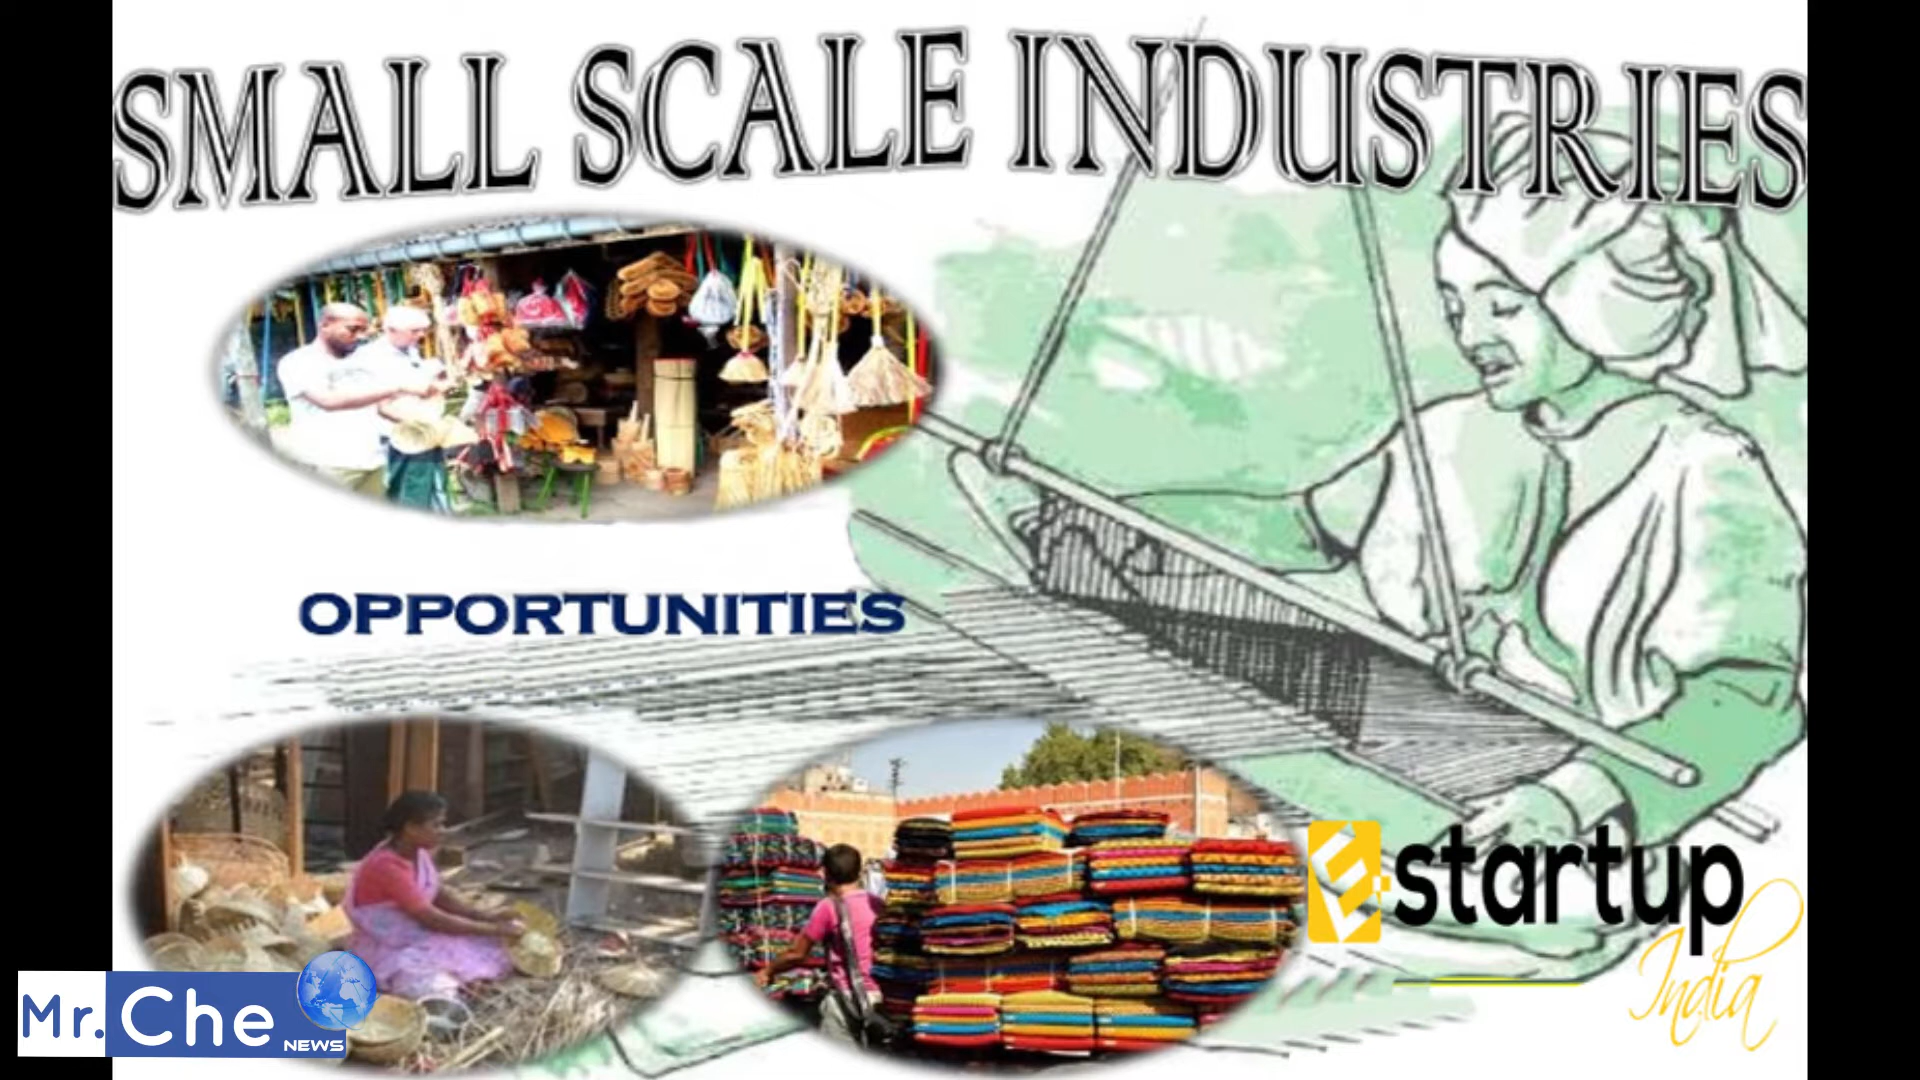 SMALL SCALE INDUSTRIES
OPPORTUNITIES
E-startup
India
Mr. Che
NEWS